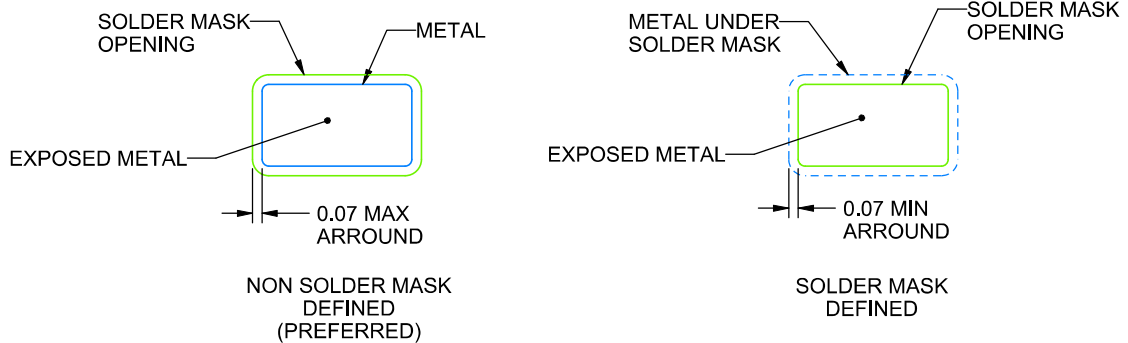 SOLDER MASK
OPENING
METAL
EXPOSED METAL
0.07 MAX
ARROUND
NON SOLDER MASK
DEFINED
(PREFERRED)
METAL UNDER
SOLDER MASK
SOLDER MASK
OPENING
EXPOSED METAL
0.07 MIN
ARROUND
SOLDER MASK
DEFINED